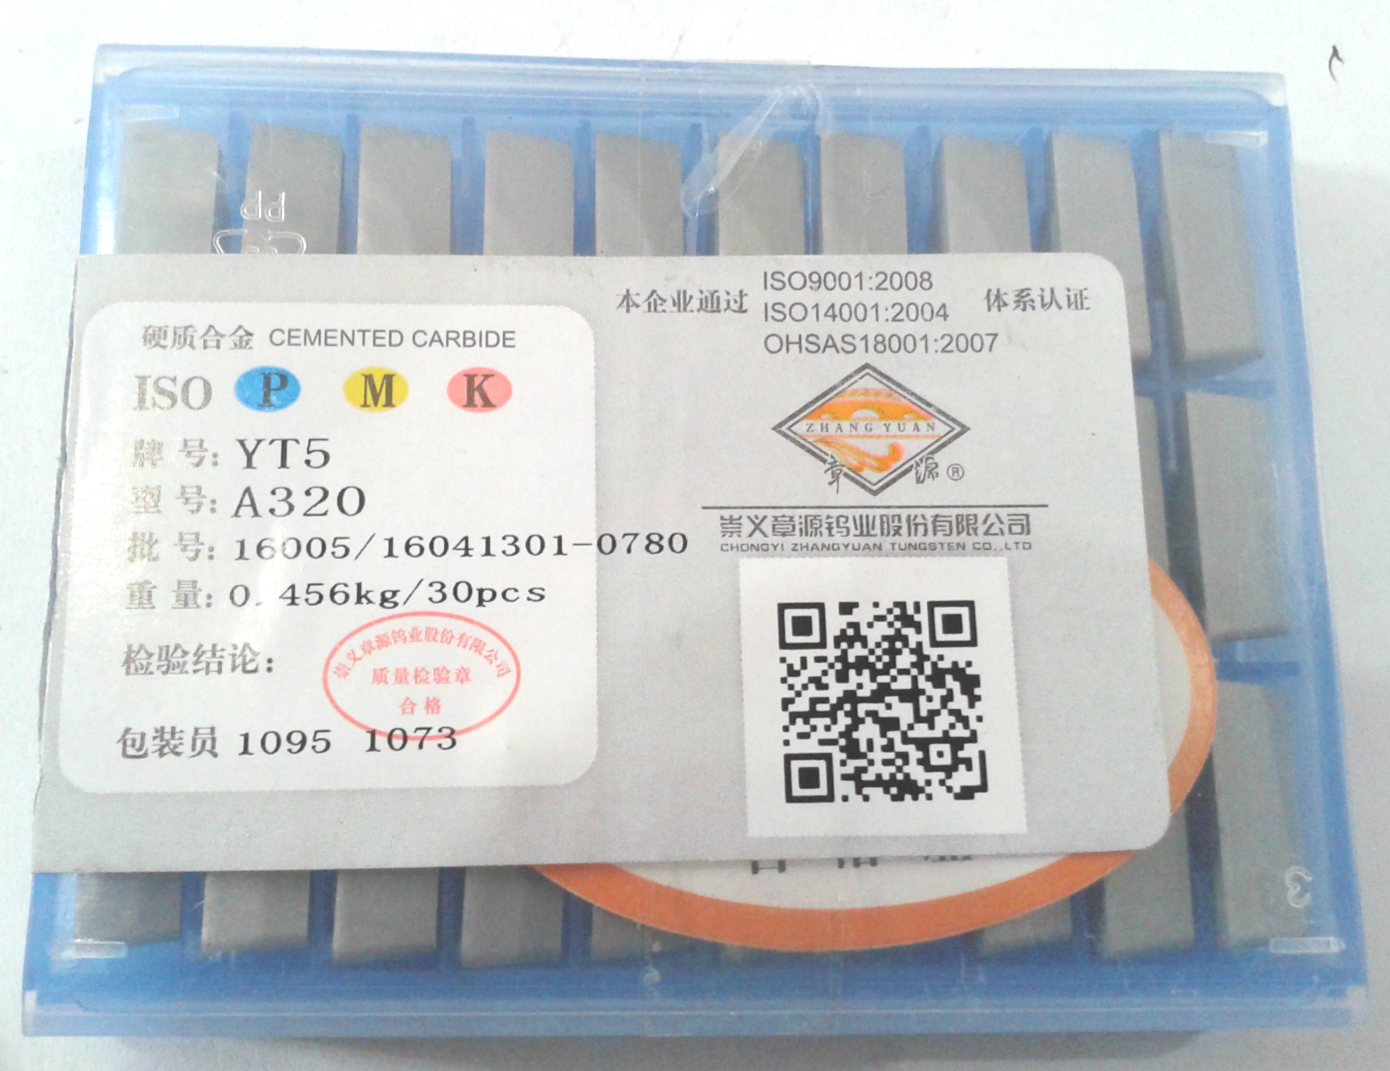 PP
本企业通过
ISO9001:2008
ISO14001:2004
OHSAS18001:2007
体系认证
硬质合金 CEMENTED CARBIDE
ISO P M K
牌 号: YT5
型 号: A320
批 号: 16005/16041301-0780
重 量: 0.456kg/30pcs
检验结论:
崇义章源钨业股份有限公司
质量检验章
合格
包装员 1095 1073
ZHANG YUAN
章 源 ®
崇义章源钨业股份有限公司
CHONGYI ZHANGYUAN TUNGSTEN CO.,LTD
3